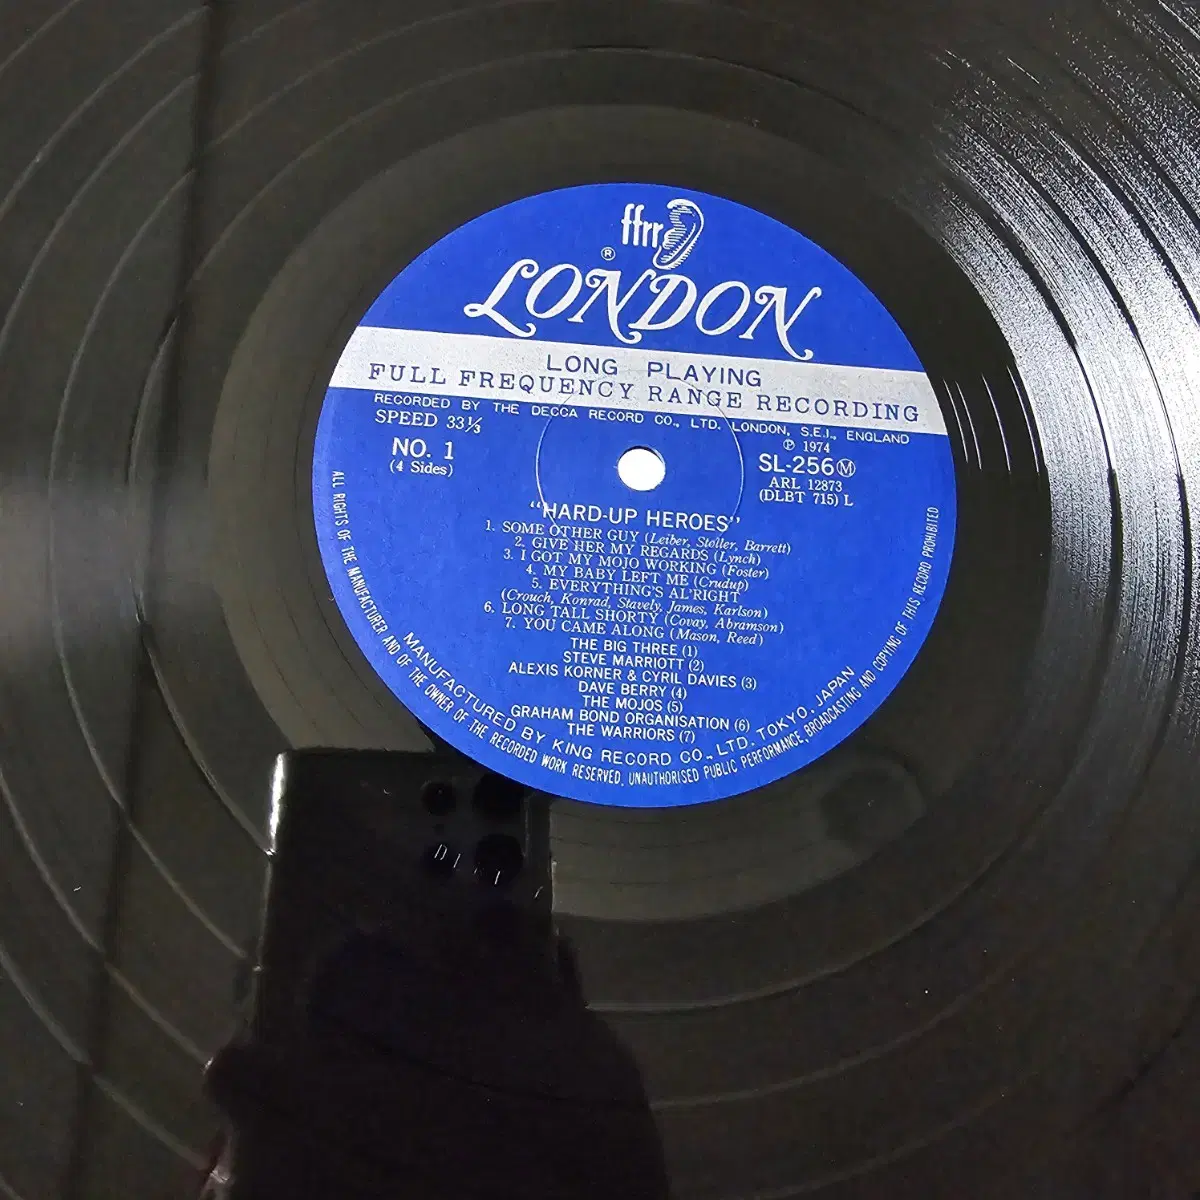 ffrr
®
LONDON
LONG PLAYING
FULL FREQUENCY RANGE RECORDING
RECORDED BY THE DECCA RECORD CO., LTD. LONDON, S.E.I., ENGLAND
SPEED 33⅓
℗ 1974
NO. 1
SL-256Ⓜ
(4 Sides)
ARL 12873
(DLBT 715) L
"HARD-UP HEROES"
1. SOME OTHER GUY (Leiber, Stoller, Barrett)
2. GIVE HER MY REGARDS (Lynch)
3. I GOT MY MOJO WORKING (Foster)
4. MY BABY LEFT ME (Crudup)
5. EVERYTHING'S AL'RIGHT
(Crouch, Konrad, Stavely, James, Karlson)
6. LONG TALL SHORTY (Covay, Abramson)
7. YOU CAME ALONG (Mason, Reed)
THE BIG THREE (1)
STEVE MARRIOTT (2)
ALEXIS KORNER & CYRIL DAVIES (3)
DAVE BERRY (4)
THE MOJOS (5)
GRAHAM BOND ORGANISATION (6)
THE WARRIORS (7)
MANUFACTURED BY KING RECORD CO., LTD. TOKYO. JAPAN
ALL RIGHTS OF THE MANUFACTURER AND OF THE OWNER OF THE RECORDED WORK RESERVED. UNAUTHORISED PUBLIC PERFORMANCE, BROADCASTING AND COPYING OF THIS RECORD PROHIBITED